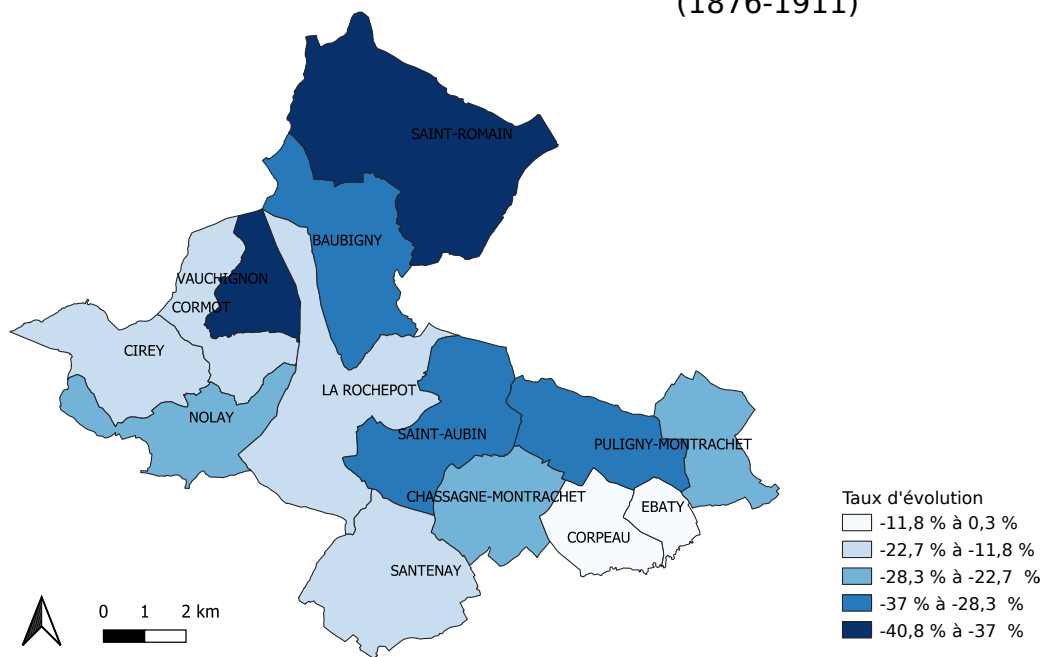 (1876-1911)
SAINT-ROMAIN
BAUBIGNY
VAUCHIGNON
CORMOT
CIREY
LA ROCHEPOT
NOLAY
SAINT-AUBIN
PULIGNY-MONTRACHET
CHASSAGNE-MONTRACHET
EBATY
CORPEAU
SANTENAY
Taux d'évolution
-11,8 % à 0,3 %
-22,7 % à -11,8 %
-28,3 % à -22,7 %
-37 % à -28,3 %
-40,8 % à -37 %
0 1 2 km